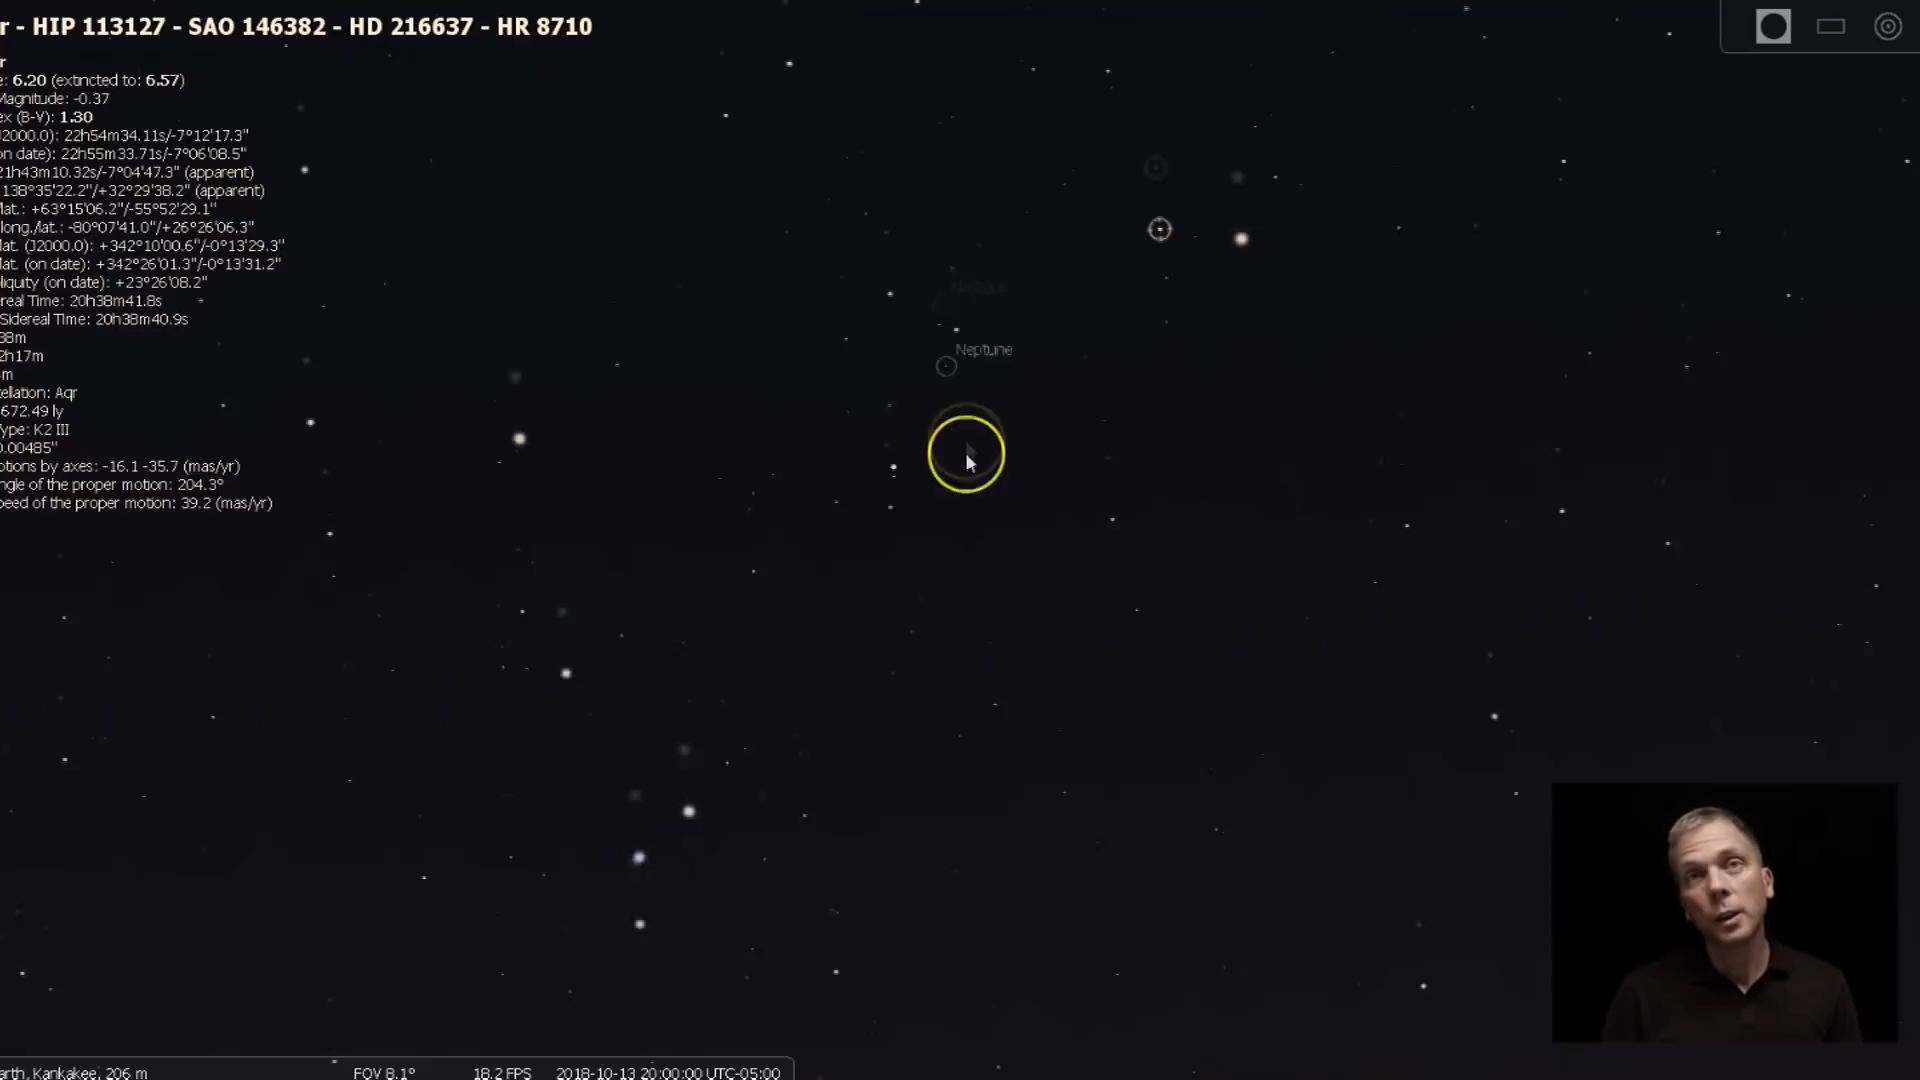 r - HIP 113127 - SAO 146382 - HD 216637 - HR 8710
r
e: 6.20 (extincted to: 6.57)
Magnitude: -0.37
ex (B-V): 1.30
J2000.0): 22h54m34.11s/-7°12'17.3"
on date): 22h55m33.71s/-7°06'08.5"
21h43m10.32s/-7°04'47.3" (apparent)
138°35'22.2"/+32°29'38.2" (apparent)
lat.: +63°15'06.2"/-55°52'29.1"
long./lat.: -80°07'41.0"/+26°26'06.3"
lat. (J2000.0): +342°10'00.6"/-0°13'29.3"
lat. (on date): +342°26'01.3"/-0°13'31.2"
liquity (on date): +23°26'08.2"
ereal Time: 20h38m41.8s
Sidereal Time: 20h38m40.9s
38m
2h17m
m
tellation: Aqr
672.49 ly
ype: K2 III
0.00485"
otions by axes: -16.1 -35.7 (mas/yr)
ngle of the proper motion: 204.3°
peed of the proper motion: 39.2 (mas/yr)
Neptune
Neptune
arth, Kankakee, 206 m FOV 8.1° 18.2 FPS 2018-10-13 20:00:00 UTC-05:00